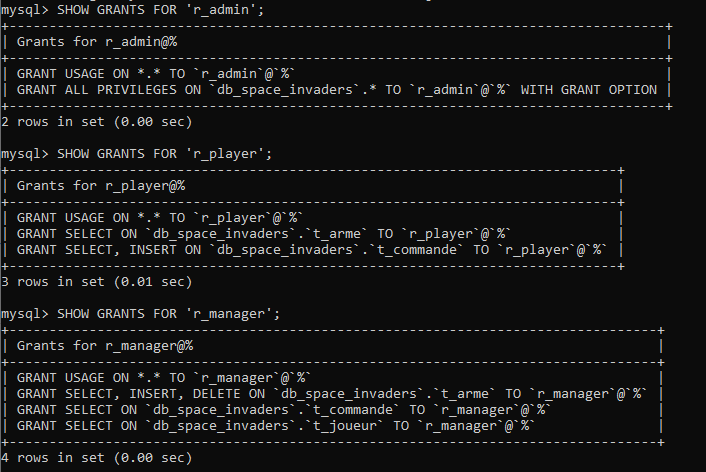 mysql> SHOW GRANTS FOR 'r_admin';
+-----------------------------------------------------------------------------------+
| Grants for r_admin@%                                                              |
+-----------------------------------------------------------------------------------+
| GRANT USAGE ON *.* TO `r_admin`@`%`                                               |
| GRANT ALL PRIVILEGES ON `db_space_invaders`.* TO `r_admin`@`%` WITH GRANT OPTION |
+-----------------------------------------------------------------------------------+
2 rows in set (0.00 sec)
mysql> SHOW GRANTS FOR 'r_player';
+-----------------------------------------------------------------------------+
| Grants for r_player@%                                                       |
+-----------------------------------------------------------------------------+
| GRANT USAGE ON *.* TO `r_player`@`%`                                        |
| GRANT SELECT ON `db_space_invaders`.`t_arme` TO `r_player`@`%`              |
| GRANT SELECT, INSERT ON `db_space_invaders`.`t_commande` TO `r_player`@`%` |
+-----------------------------------------------------------------------------+
3 rows in set (0.01 sec)
mysql> SHOW GRANTS FOR 'r_manager';
+----------------------------------------------------------------------------------+
| Grants for r_manager@%                                                           |
+----------------------------------------------------------------------------------+
| GRANT USAGE ON *.* TO `r_manager`@`%`                                            |
| GRANT SELECT, INSERT, DELETE ON `db_space_invaders`.`t_arme` TO `r_manager`@`%` |
| GRANT SELECT ON `db_space_invaders`.`t_commande` TO `r_manager`@`%`              |
| GRANT SELECT ON `db_space_invaders`.`t_joueur` TO `r_manager`@`%`                |
+----------------------------------------------------------------------------------+
4 rows in set (0.00 sec)